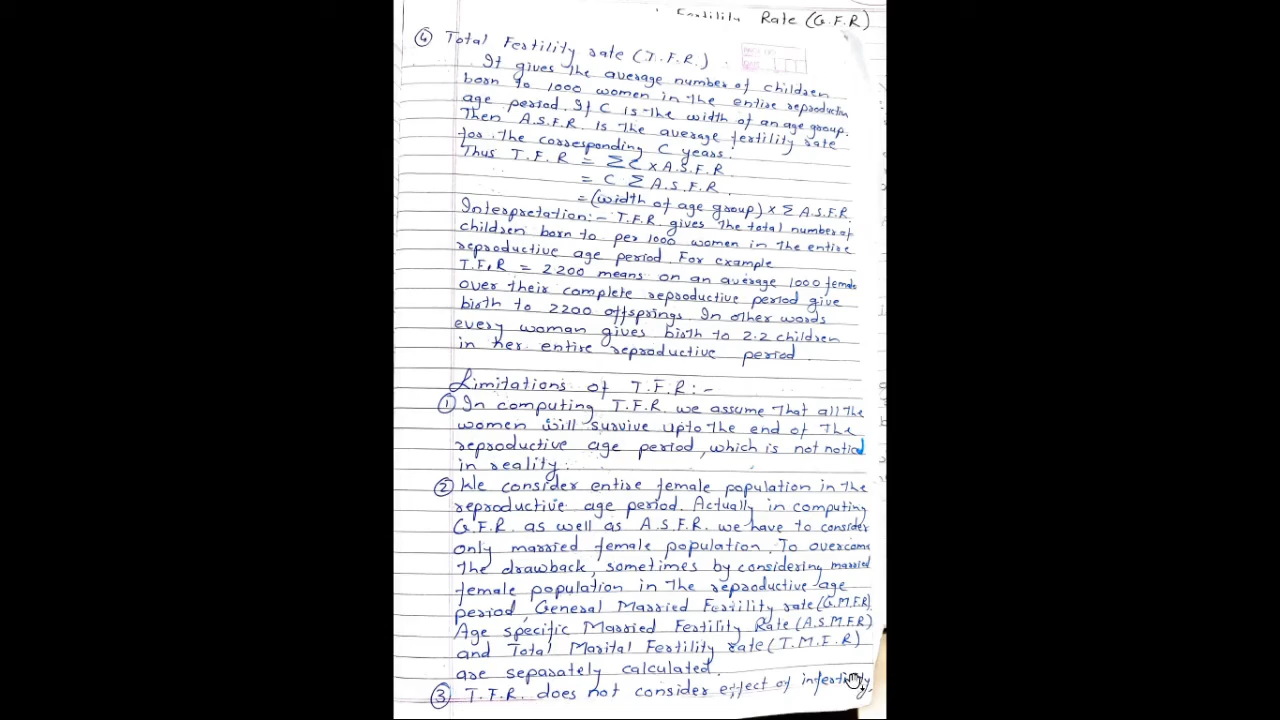 Fertility Rate (G.F.R)
④ Total Fertility rate (T.F.R.)
It gives the average number of children
born to 1000 women in the entire reproduction
age period. If C is the width of an age group.
Then A.S.F.R. is the average fertility rate
for the corresponding C years.
Thus T.F.R = ΣC x A.S.F.R.
= C Σ A.S.F.R.
= (width of age group) x Σ A.S.F.R.
Interpretation:- T.F.R. gives the total number of
children born to per 1000 women in the entire
reproductive age period. For example
T.F.R = 2200 means on an average 1000 female
over their complete reproductive period give
birth to 2200 offsprings. In other words
every woman gives birth to 2.2 children
in her entire reproductive period
Limitations of T.F.R:-
① In computing T.F.R. we assume that all the
women will survive upto the end of the
reproductive age period, which is not noticed
in reality.
② We consider entire female population in the
reproductive age period. Actually in computing
G.F.R. as well as A.S.F.R. we have to consider
only married female population. To overcome
the drawback, sometimes by considering married
female population in the reproductive age
period, General Married Fertility rate (G.M.F.R),
Age specific Married Fertility Rate (A.S.M.F.R)
and Total Marital Fertility rate (T.M.F.R)
are separately calculated.
③ T.F.R. does not consider effect of infertility,